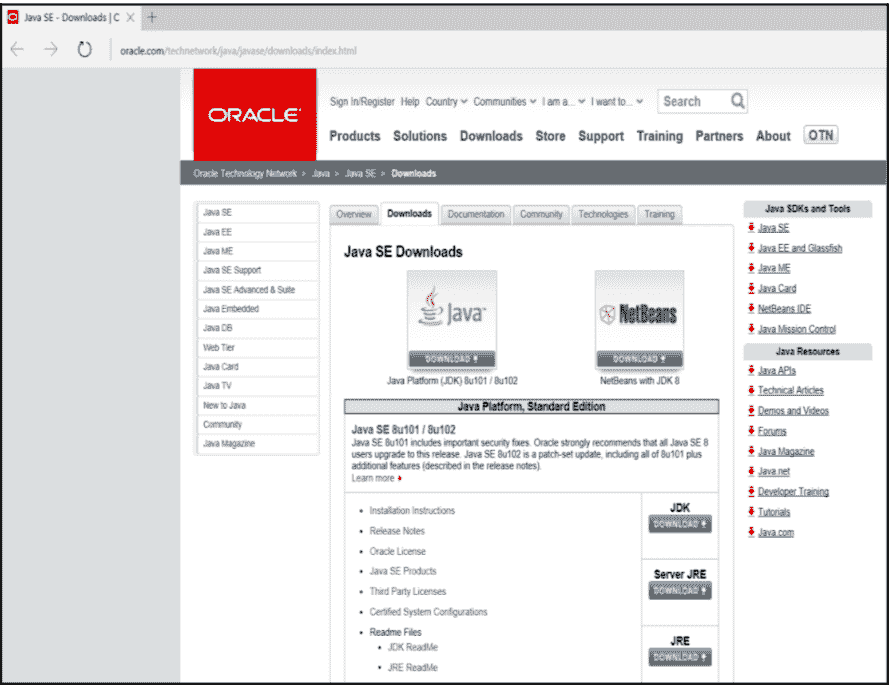 Java SE - Downloads | C
oracle.com/technetwork/java/javase/downloads/index.html
ORACLE
Sign In/Register Help Country Communities I am a... I want to... Search
Products Solutions Downloads Store Support Training Partners About OTN
Oracle Technology Network > Java > Java SE > Downloads
Java SE
Java EE
Java ME
Java SE Support
Java SE Advanced & Suite
Java Embedded
Java DB
Web Tier
Java Card
Java TV
New to Java
Community
Java Magazine
Overview Downloads Documentation Community Technologies Training
Java SE Downloads
Java
DOWNLOAD
Java Platform (JDK) 8u101 / 8u102
NetBeans
DOWNLOAD
NetBeans with JDK 8
Java Platform, Standard Edition
Java SE 8u101 / 8u102
Java SE 8u101 includes important security fixes. Oracle strongly recommends that all Java SE 8
users upgrade to this release. Java SE 8u102 is a patch-set update, including all of 8u101 plus
additional features (described in the release notes).
Learn more
• Installation Instructions
• Release Notes
• Oracle License
• Java SE Products
• Third Party Licenses
• Certified System Configurations
• Readme Files
• JDK ReadMe
• JRE ReadMe
JDK
DOWNLOAD
Server JRE
DOWNLOAD
JRE
DOWNLOAD
Java SDKs and Tools
Java SE
Java EE and Glassfish
Java ME
Java Card
NetBeans IDE
Java Mission Control
Java Resources
Java APIs
Technical Articles
Demos and Videos
Forums
Java Magazine
Java.net
Developer Training
Tutorials
Java.com